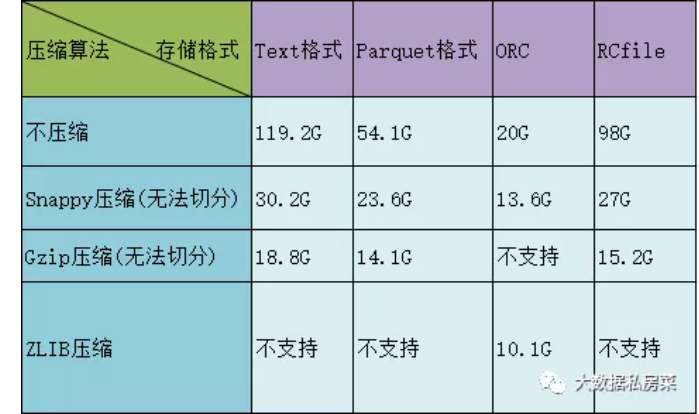 压缩算法 存储格式 Text格式 Parquet格式 ORC RCfile
不压缩 119.2G 54.1G 20G 98G
Snappy压缩(无法切分) 30.2G 23.6G 13.6G 27G
Gzip压缩(无法切分) 18.8G 14.1G 不支持 15.2G
ZLIB压缩 不支持 不支持 10.1G 不支持
大数据私房菜